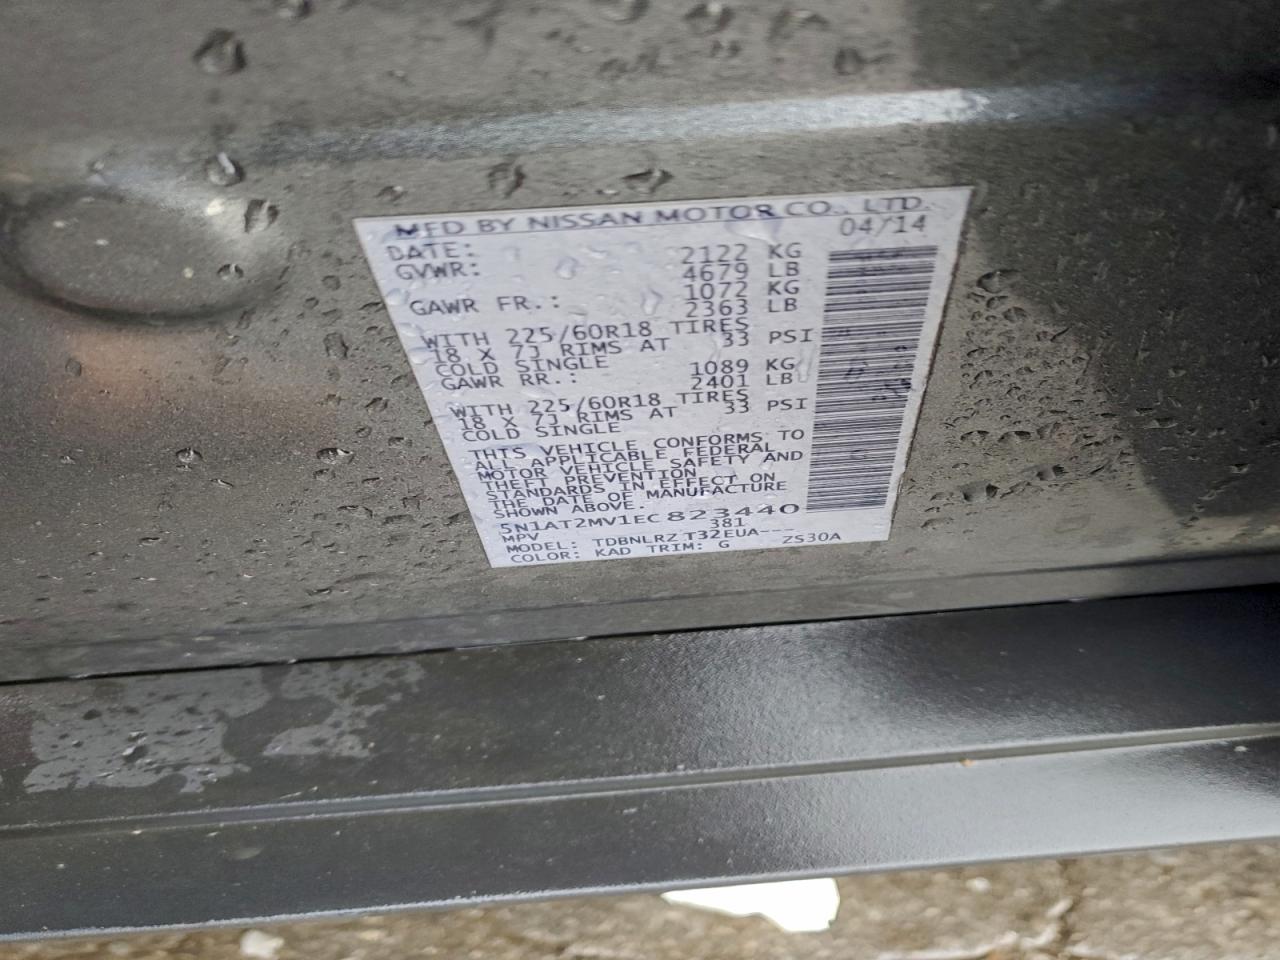 MFD BY NISSAN MOTOR CO., LTD.
DATE: 04/14
GVWR: 2122 KG
4679 LB
GAWR FR.: 1072 KG
2363 LB
WITH 225/60R18 TIRES
18 X 7J RIMS AT 33 PSI
COLD SINGLE
GAWR RR.: 1089 KG
2401 LB
WITH 225/60R18 TIRES
18 X 7J RIMS AT 33 PSI
COLD SINGLE
THIS VEHICLE CONFORMS TO
ALL APPLICABLE FEDERAL
MOTOR VEHICLE SAFETY AND
THEFT PREVENTION
STANDARDS IN EFFECT ON
THE DATE OF MANUFACTURE
SHOWN ABOVE.
5N1AT2MV1EC823440
MPV 381
MODEL: TDBNLRZ T32EUA---
COLOR: KAD TRIM: G ZS30A